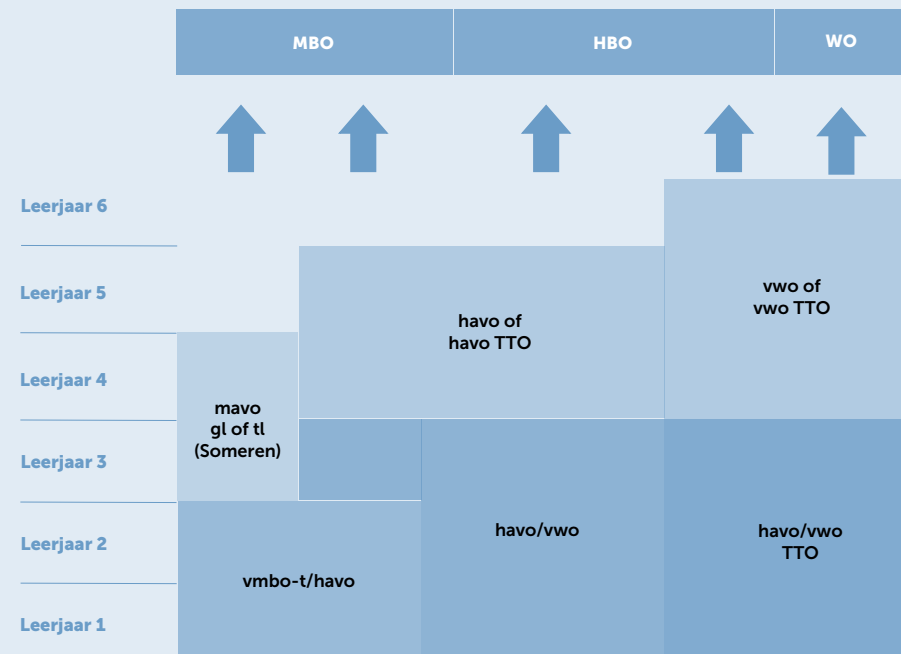 MBO
HBO
WO
Leerjaar 6
Leerjaar 5
vwo of
vwo TTO
havo of
havo TTO
Leerjaar 4
mavo
gl of tl
(Someren)
Leerjaar 3
havo/vwo
havo/vwo
TTO
Leerjaar 2
vmbo-t/havo
Leerjaar 1